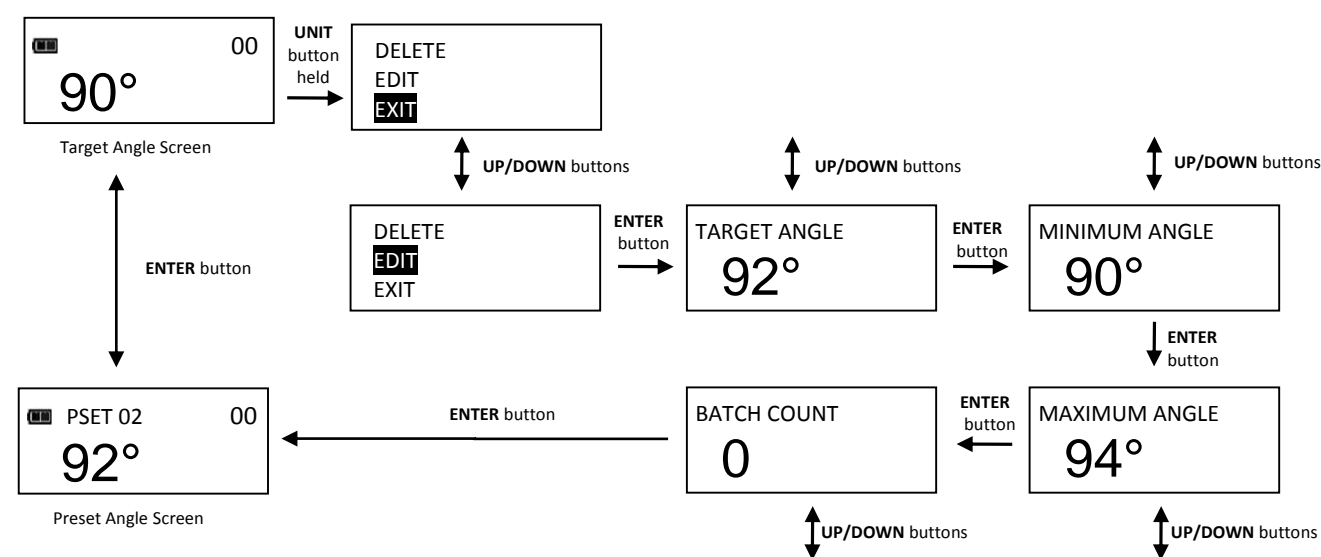 00
90°
Target Angle Screen
UNIT
button
held
DELETE
EDIT
EXIT
UP/DOWN buttons
UP/DOWN buttons
UP/DOWN buttons
ENTER button
DELETE
EDIT
EXIT
ENTER
button
TARGET ANGLE
92°
ENTER
button
MINIMUM ANGLE
90°
ENTER
button
PSET 02 00
92°
Preset Angle Screen
ENTER button
BATCH COUNT
0
ENTER
button
MAXIMUM ANGLE
94°
UP/DOWN buttons
UP/DOWN buttons